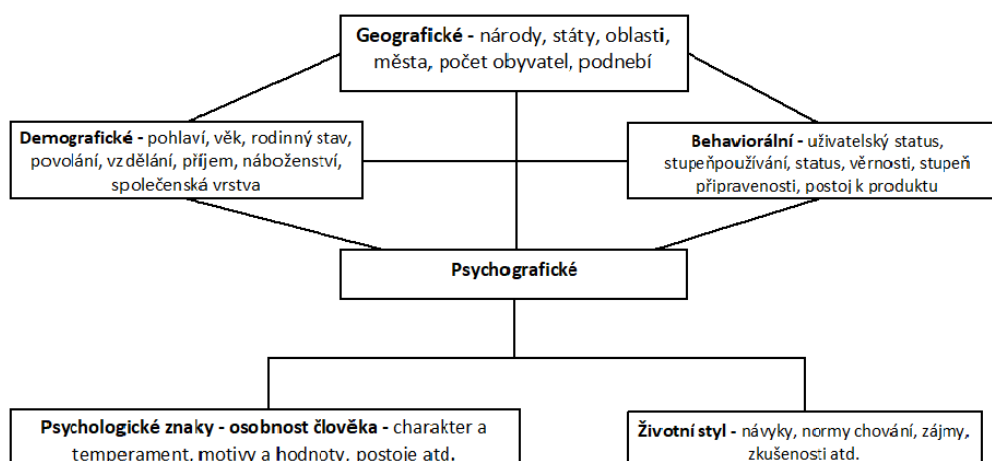 Geografické - národy, státy, oblasti,
města, počet obyvatel, podnebí
Demografické - pohlaví, věk, rodinný stav,
povolání, vzdělání, příjem, náboženství,
společenská vrstva
Behaviorální - uživatelský status,
stupeňpoužívání, status, věrnosti, stupeň
připravenosti, postoj k produktu
Psychografické
Psychologické znaky - osobnost člověka - charakter a
temperament, motivy a hodnoty, postoje atd.
Životní styl - návyky, normy chování, zájmy,
zkušenosti atd.